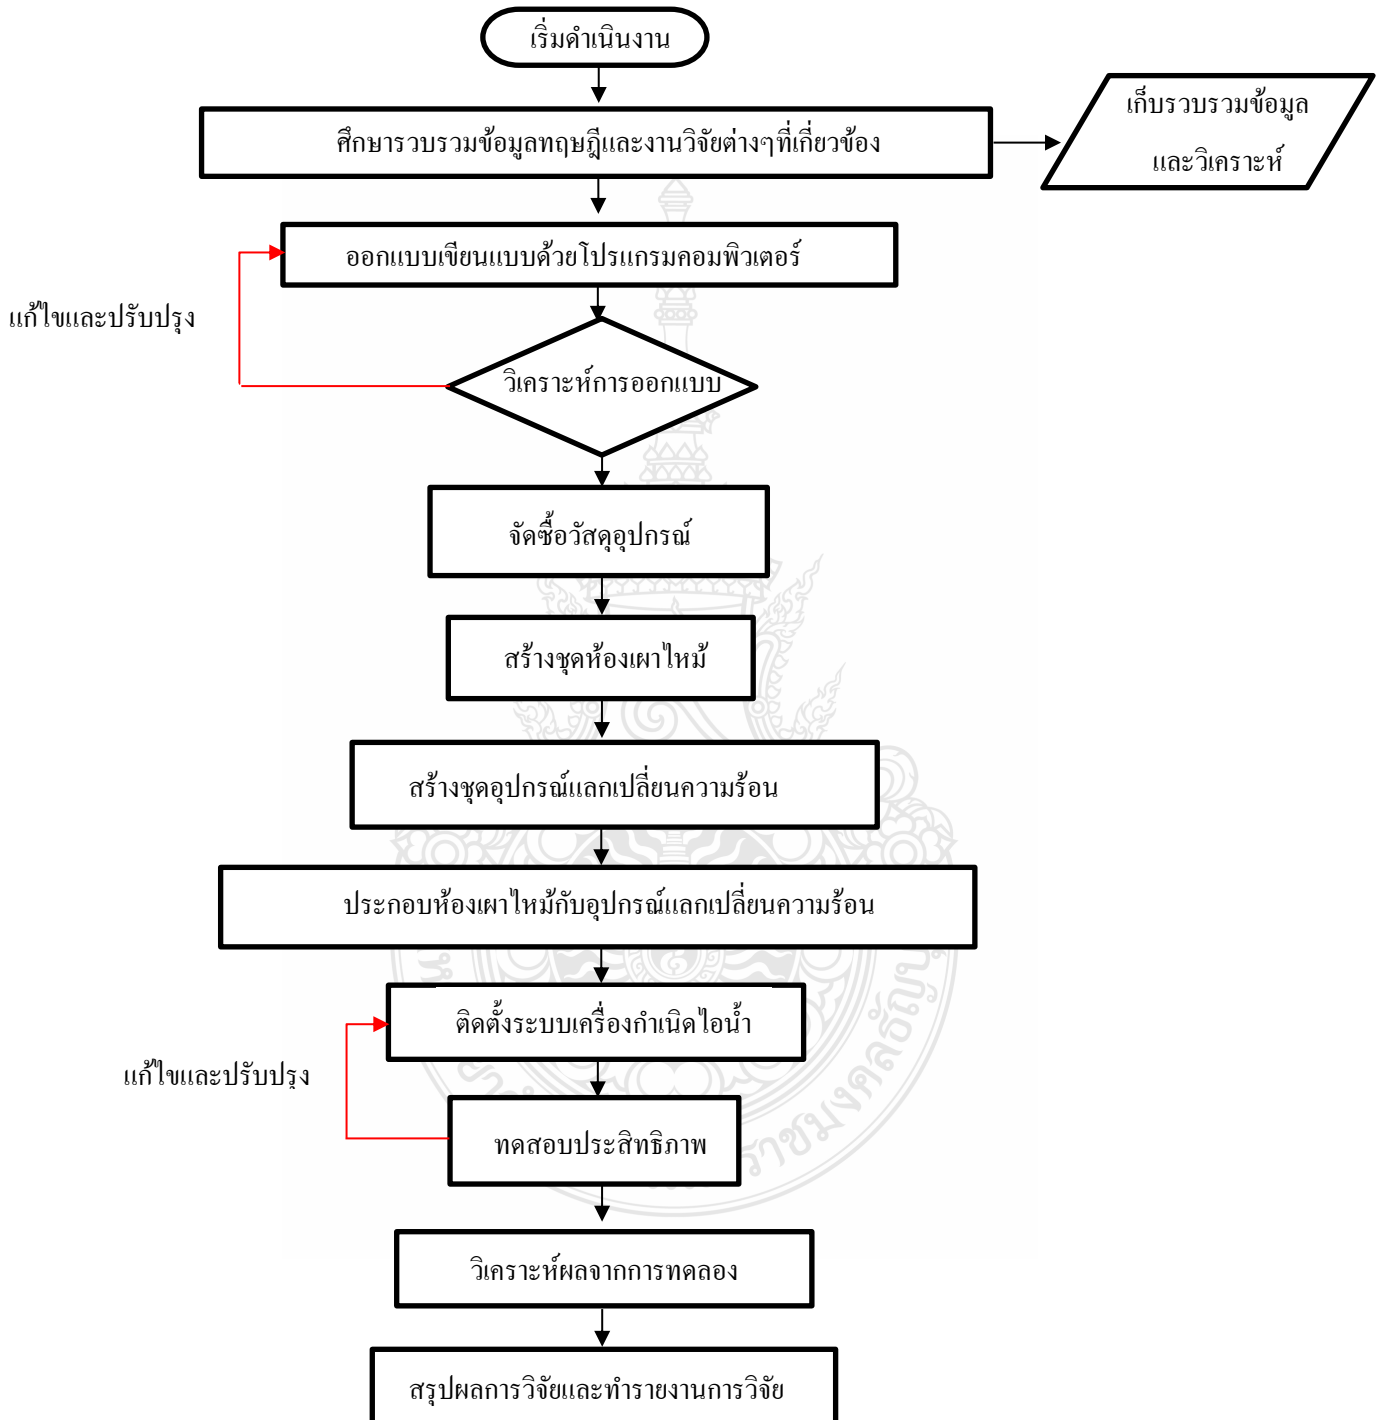 เริ่มดำเนินงาน
ศึกษารวบรวมข้อมูลทฤษฎีและงานวิจัยต่างๆที่เกี่ยวข้อง
เก็บรวบรวมข้อมูล
และวิเคราะห์
ออกแบบเขียนแบบด้วยโปรแกรมคอมพิวเตอร์
แก้ไขและปรับปรุง
วิเคราะห์การออกแบบ
จัดซื้อวัสดุอุปกรณ์
สร้างชุดห้องเผาไหม้
สร้างชุดอุปกรณ์แลกเปลี่ยนความร้อน
ประกอบห้องเผาไหม้กับอุปกรณ์แลกเปลี่ยนความร้อน
ติดตั้งระบบเครื่องกำเนิดไอน้ำ
แก้ไขและปรับปรุง
ทดสอบประสิทธิภาพ
วิเคราะห์ผลจากการทดลอง
สรุปผลการวิจัยและทำรายงานการวิจัย